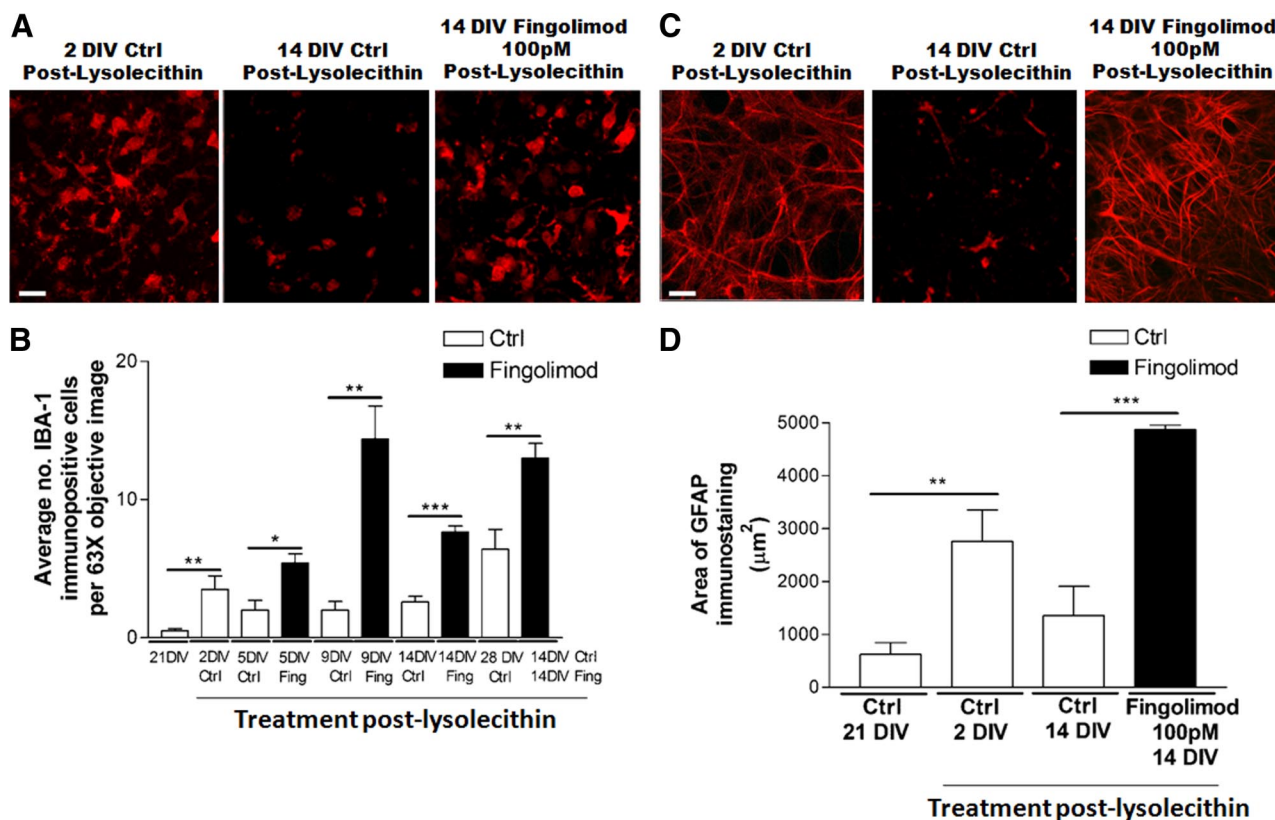 A
2 DIV Ctrl
Post-Lysolecithin
14 DIV Ctrl
Post-Lysolecithin
14 DIV Fingolimod
100pM
Post-Lysolecithin
C
2 DIV Ctrl
Post-Lysolecithin
14 DIV Ctrl
Post-Lysolecithin
14 DIV Fingolimod
100pM
Post-Lysolecithin
B
Ctrl
Fingolimod
Average no. IBA-1
immunopositive cells
per 63X objective image
20
10
0
**
*
**
***
**
21DIV 2DIV 5DIV 5DIV 9DIV 9DIV 14DIV 14DIV 28 DIV 14DIV Ctrl
Ctrl Ctrl Fing Ctrl Fing Ctrl Fing Ctrl 14DIV Fing
Treatment post-lysolecithin
D
Ctrl
Fingolimod
Area of GFAP
immunostaining
(µm²)
5000
4000
3000
2000
1000
0
**
***
Ctrl
21 DIV
Ctrl
2 DIV
Ctrl
14 DIV
Fingolimod
100pM
14 DIV
Treatment post-lysolecithin